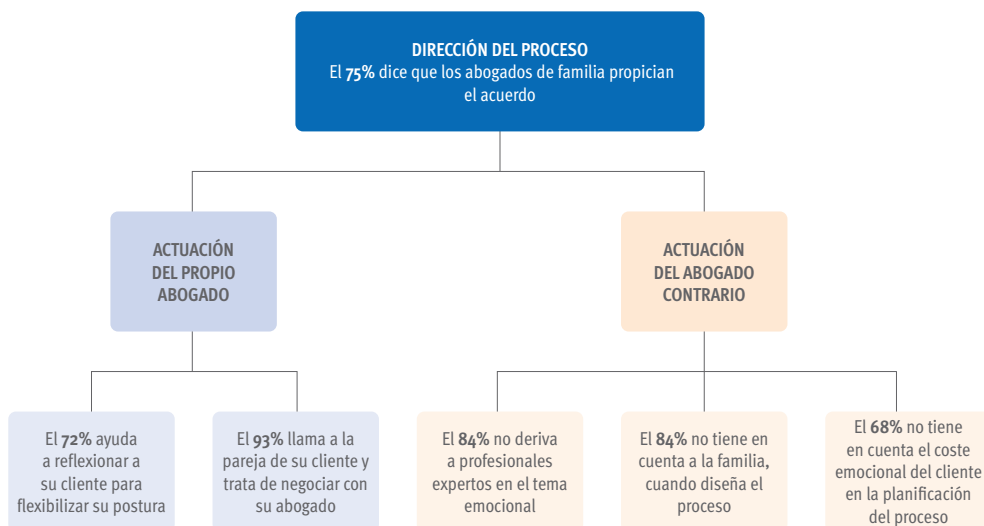 DIRECCIÓN DEL PROCESO
El 75% dice que los abogados de familia propician
el acuerdo
ACTUACIÓN
DEL PROPIO
ABOGADO
ACTUACIÓN
DEL ABOGADO
CONTRARIO
El 72% ayuda
a reflexionar a
su cliente para
flexibilizar su postura
El 93% llama a la
pareja de su cliente y
trata de negociar con
su abogado
El 84% no deriva
a profesionales
expertos en el tema
emocional
El 84% no tiene en
cuenta a la familia,
cuando diseña el
proceso
El 68% no tiene
en cuenta el coste
emocional del cliente
en la planificación
del proceso